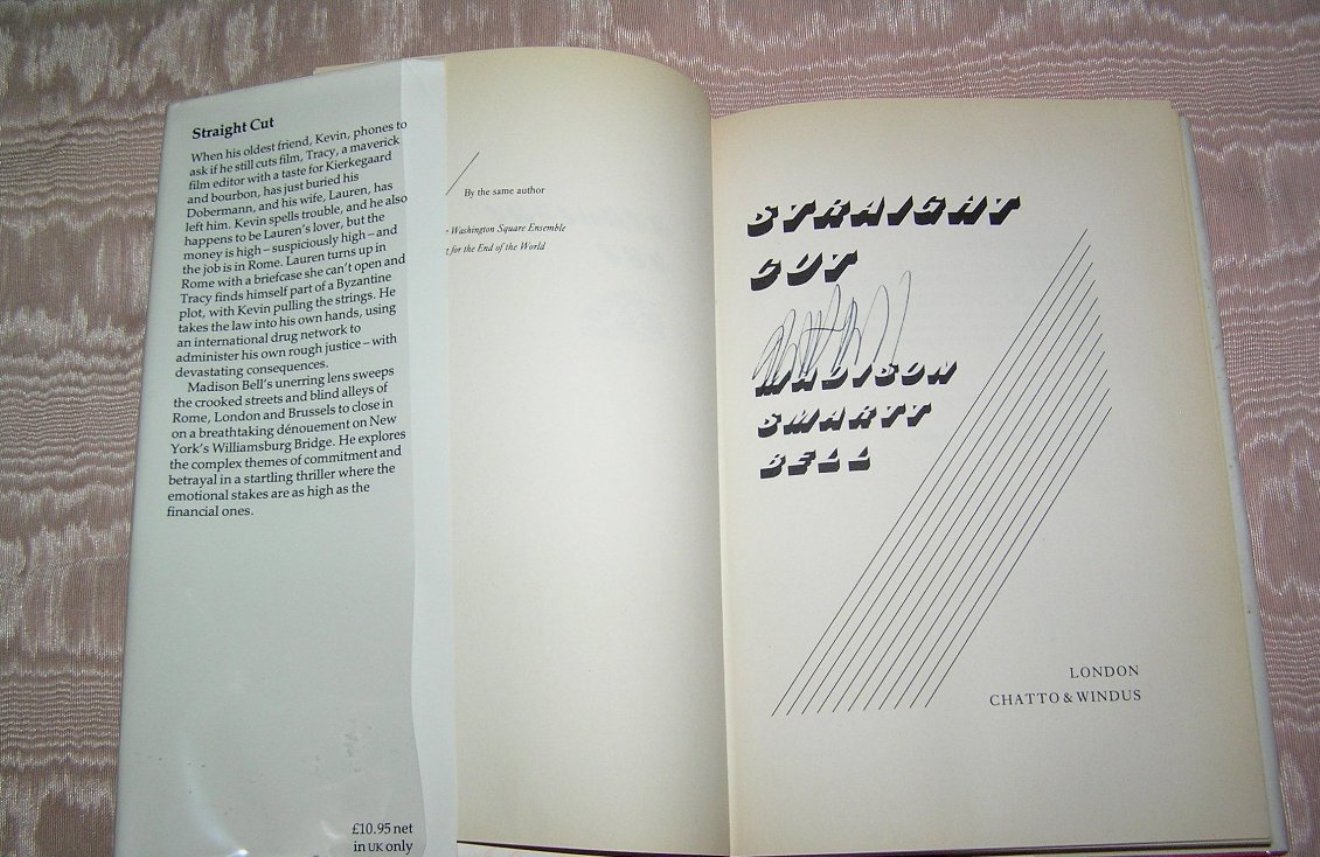 Straight Cut
When his oldest friend, Kevin, phones to
ask if he still cuts film, Tracy, a maverick
film editor with a taste for Kierkegaard
and bourbon, has just buried his
Dobermann, and his wife, Lauren, has
left him. Kevin spells trouble, and he also
happens to be Lauren's lover, but the
money is high – suspiciously high – and
the job is in Rome. Lauren turns up in
Rome with a briefcase she can't open and
Tracy finds himself part of a Byzantine
plot, with Kevin pulling the strings. He
takes the law into his own hands, using
an international drug network to
administer his own rough justice – with
devastating consequences.
Madison Bell's unerring lens sweeps
the crooked streets and blind alleys of
Rome, London and Brussels to close in
on a breathtaking dénouement on New
York's Williamsburg Bridge. He explores
the complex themes of commitment and
betrayal in a startling thriller where the
emotional stakes are as high as the
financial ones.
£10.95 net
in UK only
By the same author
Washington Square Ensemble
for the End of the World
STRAIGHT
CUT
MADISON
SMARTT
BELL
LONDON
CHATTO & WINDUS